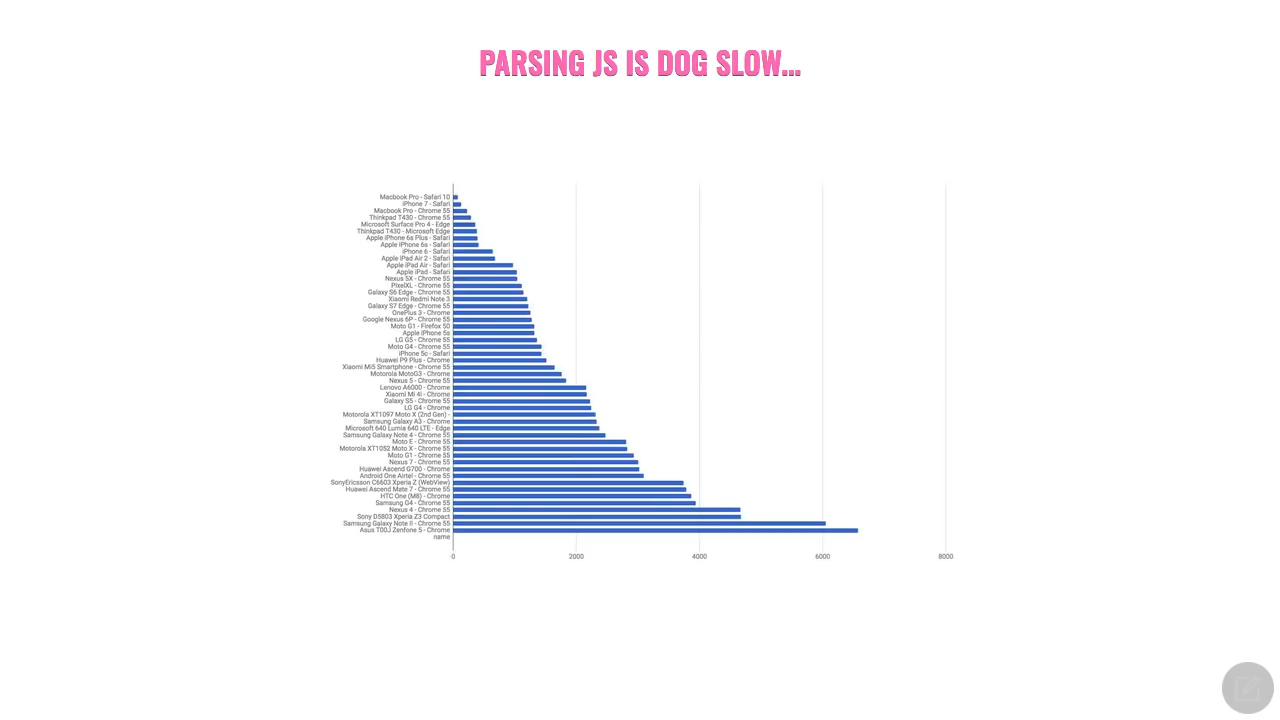 PARSING JS IS DOG SLOW...
Macbook Pro - Safari 10
iPhone 7 - Safari
Macbook Pro - Chrome 55
Thinkpad T430 - Chrome 55
Microsoft Surface Pro 4 - Edge
Thinkpad T430 - Microsoft Edge
Apple iPhone 6s Plus - Safari
Apple iPhone 6s - Safari
iPhone 6 - Safari
Apple iPad Air 2 - Safari
Apple iPad Air - Safari
Apple iPad - Safari
Nexus 5X - Chrome 55
PixelXL - Chrome 55
Galaxy S6 Edge - Chrome 55
Xiaomi Redmi Note 3
Galaxy S7 Edge - Chrome 55
OnePlus 3 - Chrome
Google Nexus 6P - Chrome 55
Moto G1 - Firefox 50
Apple iPhone 5s
LG G5 - Chrome 55
Moto G4 - Chrome 55
iPhone 5c - Safari
Huawei P9 Plus - Chrome
Xiaomi Mi5 Smartphone - Chrome 55
Motorola MotoG3 - Chrome
Nexus 5 - Chrome 55
Lenovo A6000 - Chrome
Xiaomi Mi 4i - Chrome
Galaxy S5 - Chrome 55
LG G4 - Chrome
Motorola XT1097 Moto X (2nd Gen) -
Samsung Galaxy A3 - Chrome
Microsoft 640 Lumia 640 LTE - Edge
Samsung Galaxy Note 4 - Chrome 55
Moto E - Chrome 55
Motorola XT1052 Moto X - Chrome 55
Moto G1 - Chrome 55
Nexus 7 - Chrome 55
Huawei Ascend G700 - Chrome
Android One Airtel - Chrome 55
SonyEricsson C6603 Xperia Z (WebView)
Huawei Ascend Mate 7 - Chrome 55
HTC One (M8) - Chrome
Samsung G4 - Chrome 55
Nexus 4 - Chrome 55
Sony D5803 Xperia Z3 Compact
Samsung Galaxy Note II - Chrome 55
Asus T00J Zenfone 5 - Chrome
name
0 2000 4000 6000 8000